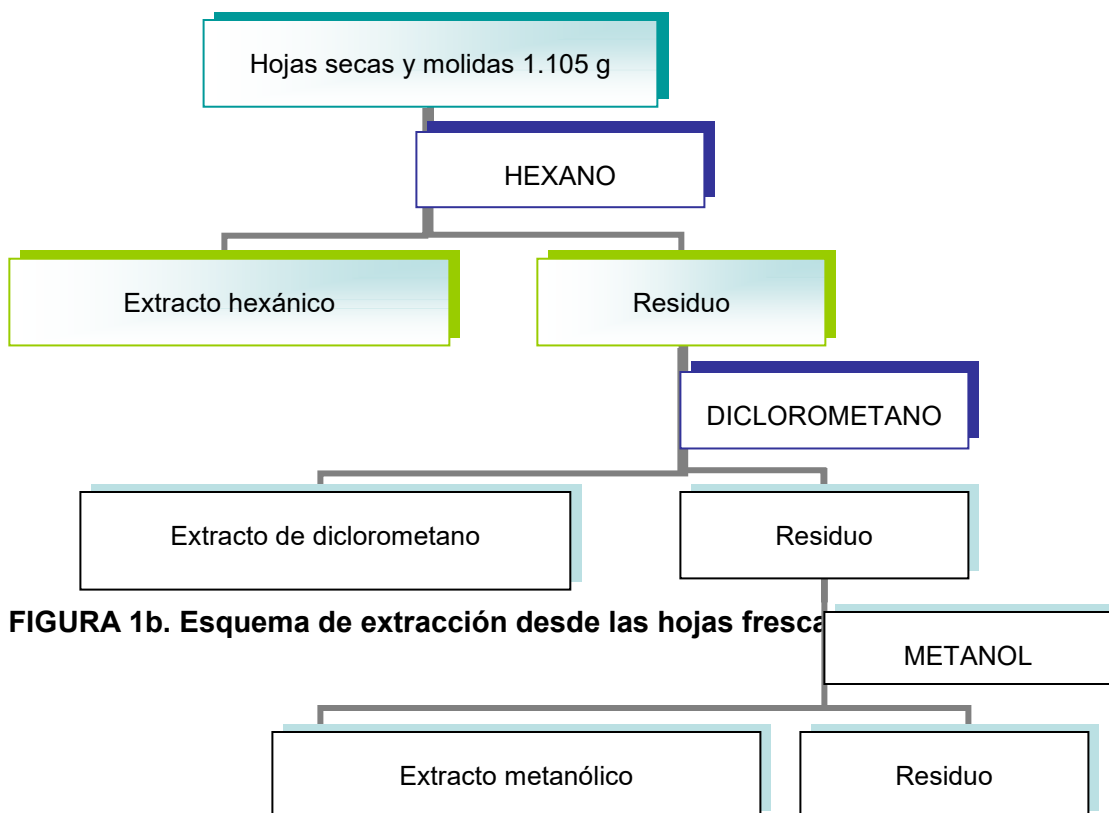 Hojas secas y molidas 1.105 g
HEXANO
Extracto hexánico
Residuo
DICLOROMETANO
Extracto de diclorometano
Residuo
FIGURA 1b. Esquema de extracción desde las hojas
METANOL
Extracto metanólico
Residuo